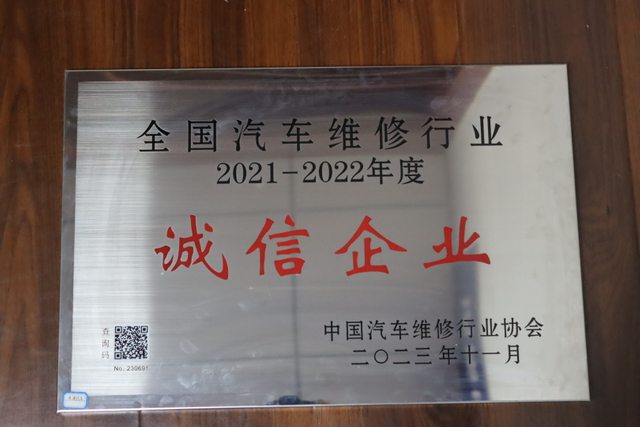 全国汽车维修行业
2021-2022年度
诚信企业
查询码
No. 230691
中国汽车维修行业协会
二〇二三年十一月